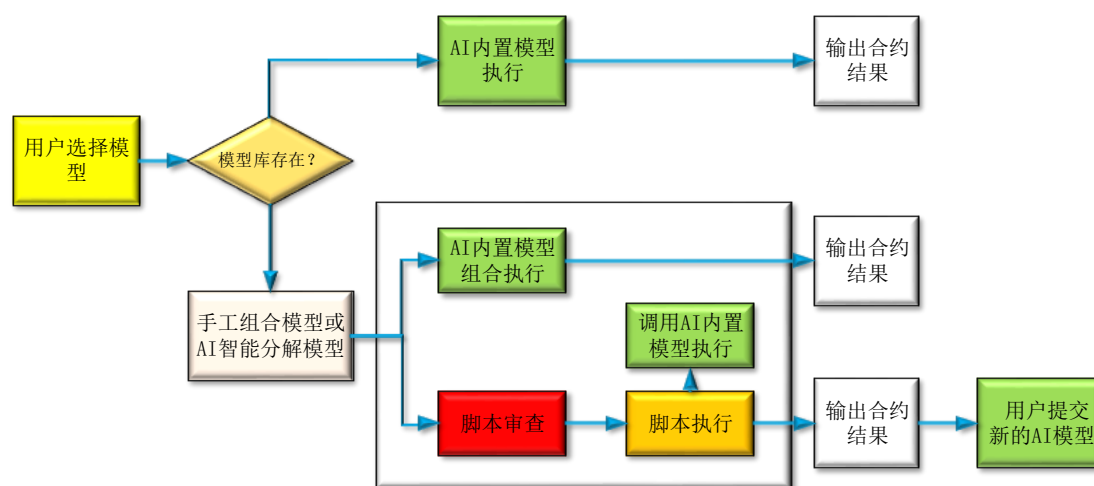 AI内置模型
执行
输出合约
结果
用户选择模
型
模型库存在?
AI内置模型
组合执行
输出合约
结果
手工组合模型或
AI智能分解模型
调用AI内置
模型执行
脚本审查
脚本执行
输出合约
结果
用户提交
新的AI模型